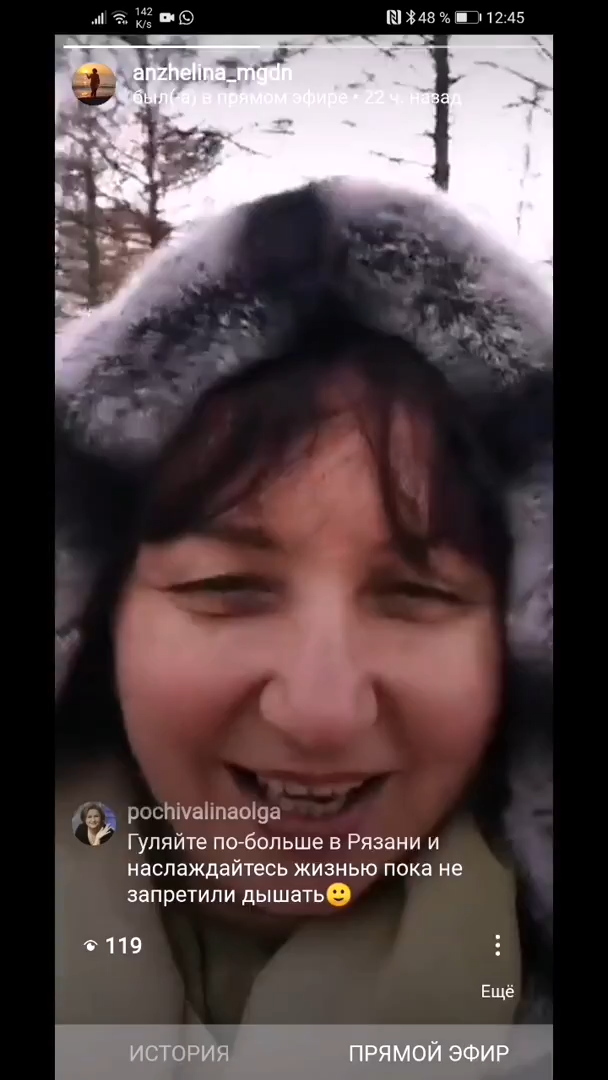 142
K/s
48 %
12:45
anzhelina_mgdn
был(-а) в прямом эфире • 22 ч. назад
pochivalinaolga
Гуляйте по-больше в Рязани и
наслаждайтесь жизнью пока не
запретили дышать🙂
119
Ещё
ИСТОРИЯ
ПРЯМОЙ ЭФИР